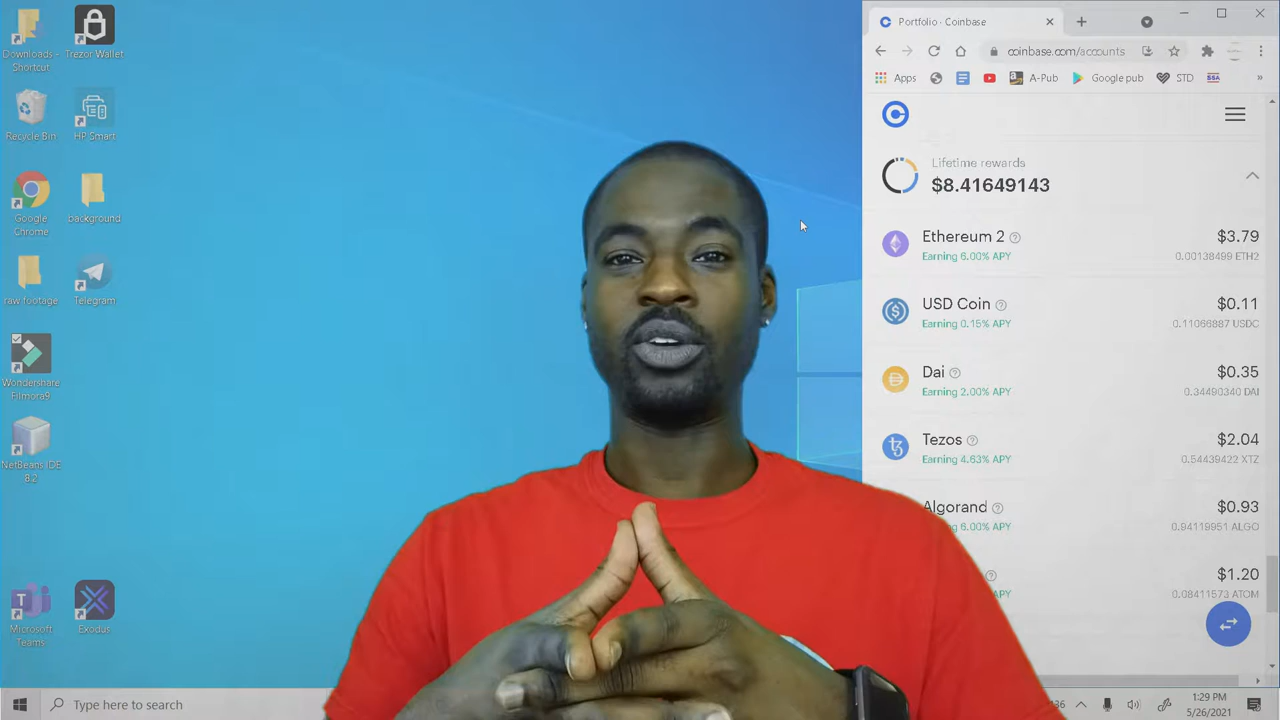 Downloads -
Shortcut
Trezor Wallet
Recycle Bin
HP Smart
Google
Chrome
background
raw footage
Telegram
Wondershare
Filmora9
NetBeans IDE
8.2
Microsoft
Teams
Exodus
Type here to search
Portfolio - Coinbase
coinbase.com/accounts
Apps
A-Pub
Google pub
STD
SSA
»
Lifetime rewards
$8.41649143
Ethereum 2
$3.79
Earning 6.00% APY
0.00138499 ETH2
USD Coin
$0.11
Earning 0.15% APY
0.11066887 USDC
Dai
$0.35
Earning 2.00% APY
0.34490340 DAI
Tezos
$2.04
Earning 4.63% APY
0.54439422 XTZ
Algorand
$0.93
6.00% APY
0.94119951 ALGO
$1.20
APY
0.08411573 ATOM
1:29 PM
5/26/2021